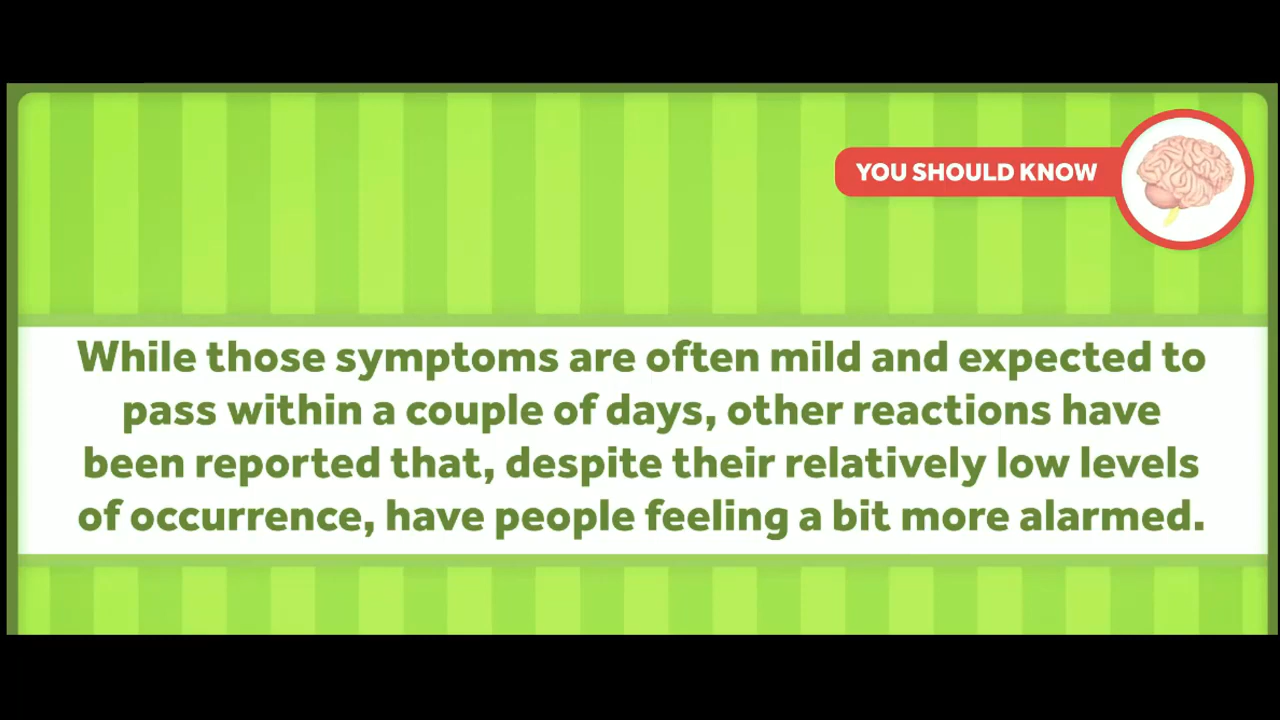 YOU SHOULD KNOW
While those symptoms are often mild and expected to
pass within a couple of days, other reactions have
been reported that, despite their relatively low levels
of occurrence, have people feeling a bit more alarmed.